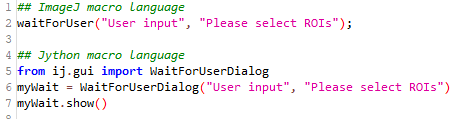 1 ## ImageJ macro language
2 waitForUser("User input", "Please select ROIs");
3
4 ## Jython macro language
5 from ij.gui import WaitForUserDialog
6 myWait = WaitForUserDialog("User input", "Please select ROIs")
7 myWait.show()